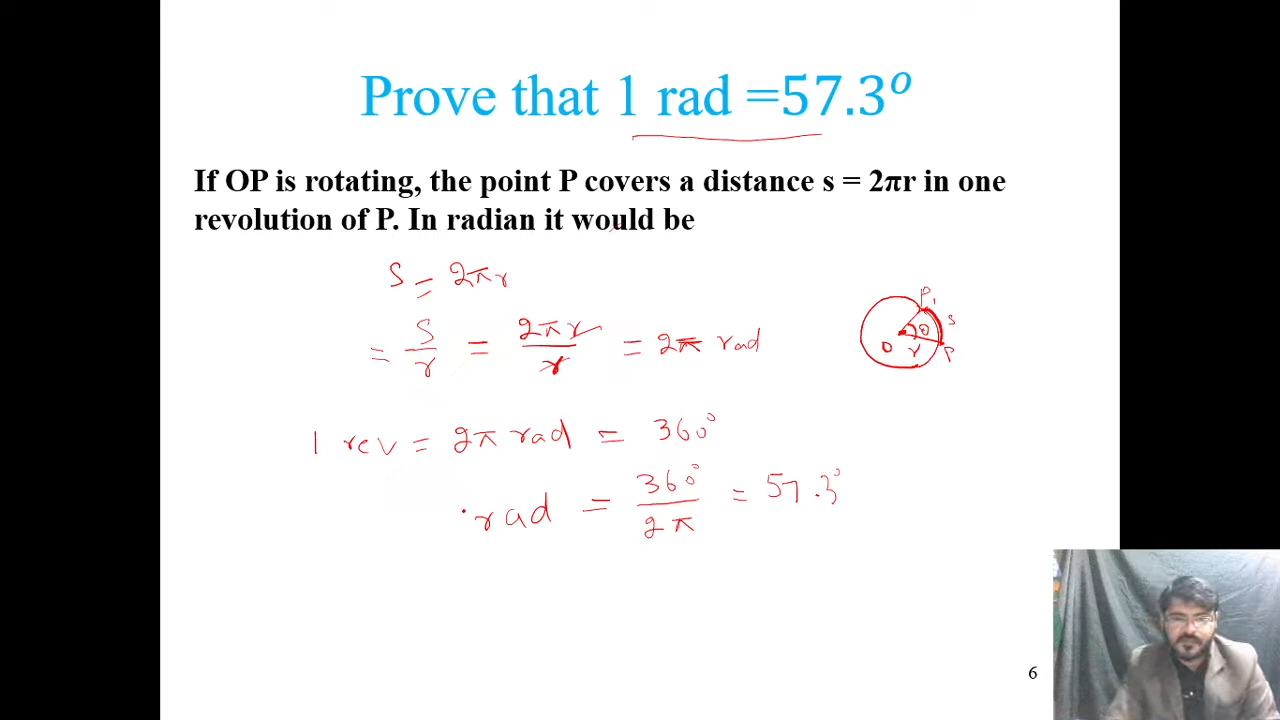 Prove that 1 rad =57.3°
If OP is rotating, the point P covers a distance s = 2πr in one
revolution of P. In radian it would be
S = 2πr
= S/r = 2πr/r = 2π rad
P1
S
θ
O r P
1 rev = 2π rad = 360°
rad = 360°/2π = 57.3°
6